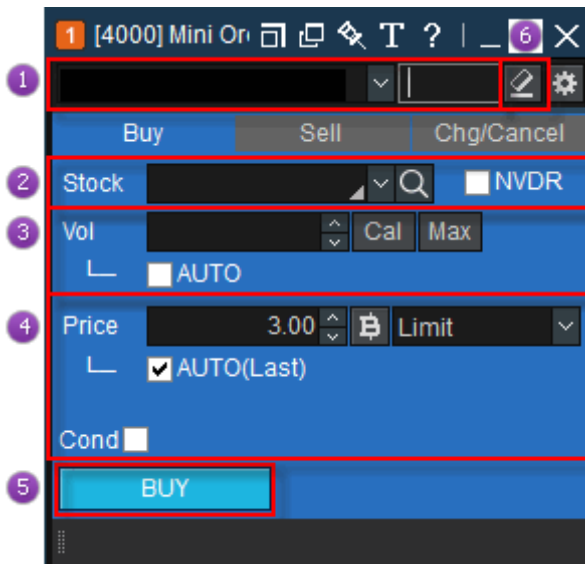 1 [4000] Mini Or T ? 6
1
Buy Sell Chg/Cancel
2 Stock NVDR
3 Vol Cal Max
AUTO
4 Price 3.00 ฿ Limit
AUTO(Last)
Cond
5 BUY